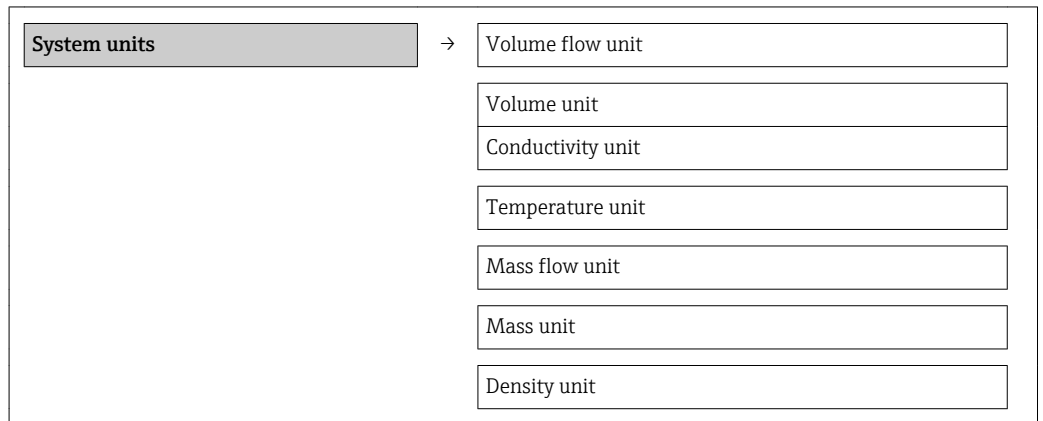 System units → Volume flow unit
Volume unit
Conductivity unit
Temperature unit
Mass flow unit
Mass unit
Density unit